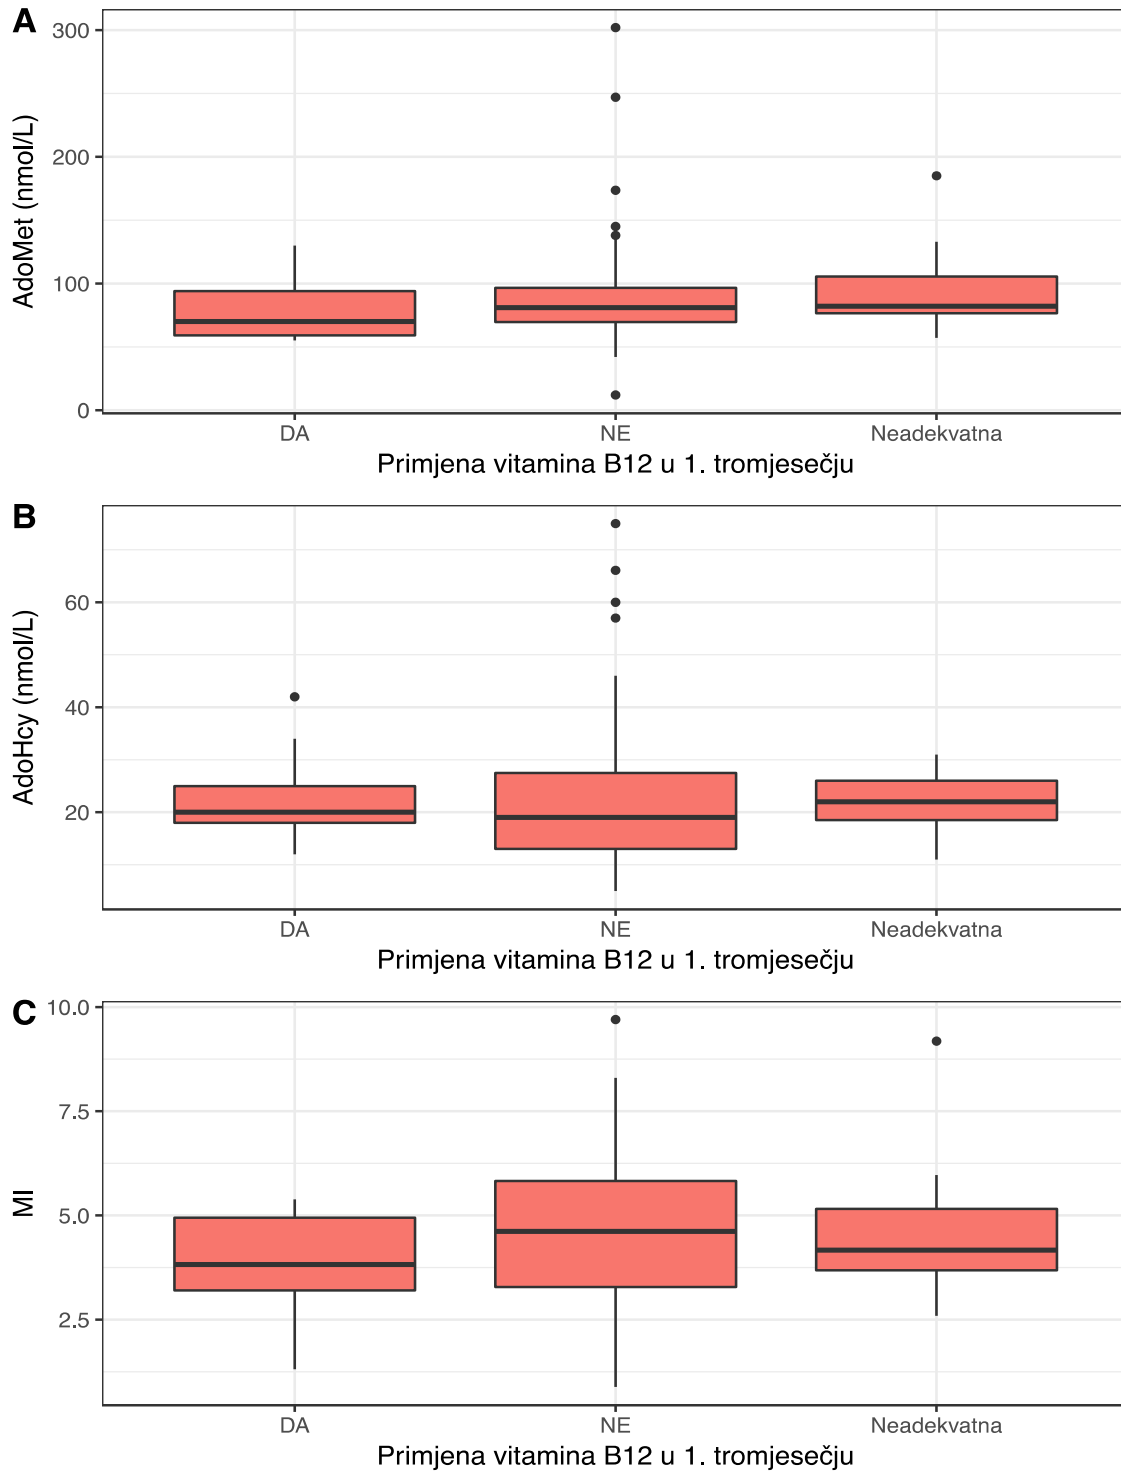 A
300
200
100
0
AdoMet (nmol/L)
DA NE Neadekvatna
Primjena vitamina B12 u 1. tromjesečju
B
60
40
20
AdoHcy (nmol/L)
DA NE Neadekvatna
Primjena vitamina B12 u 1. tromjesečju
C
10.0
7.5
5.0
2.5
MI
DA NE Neadekvatna
Primjena vitamina B12 u 1. tromjesečju